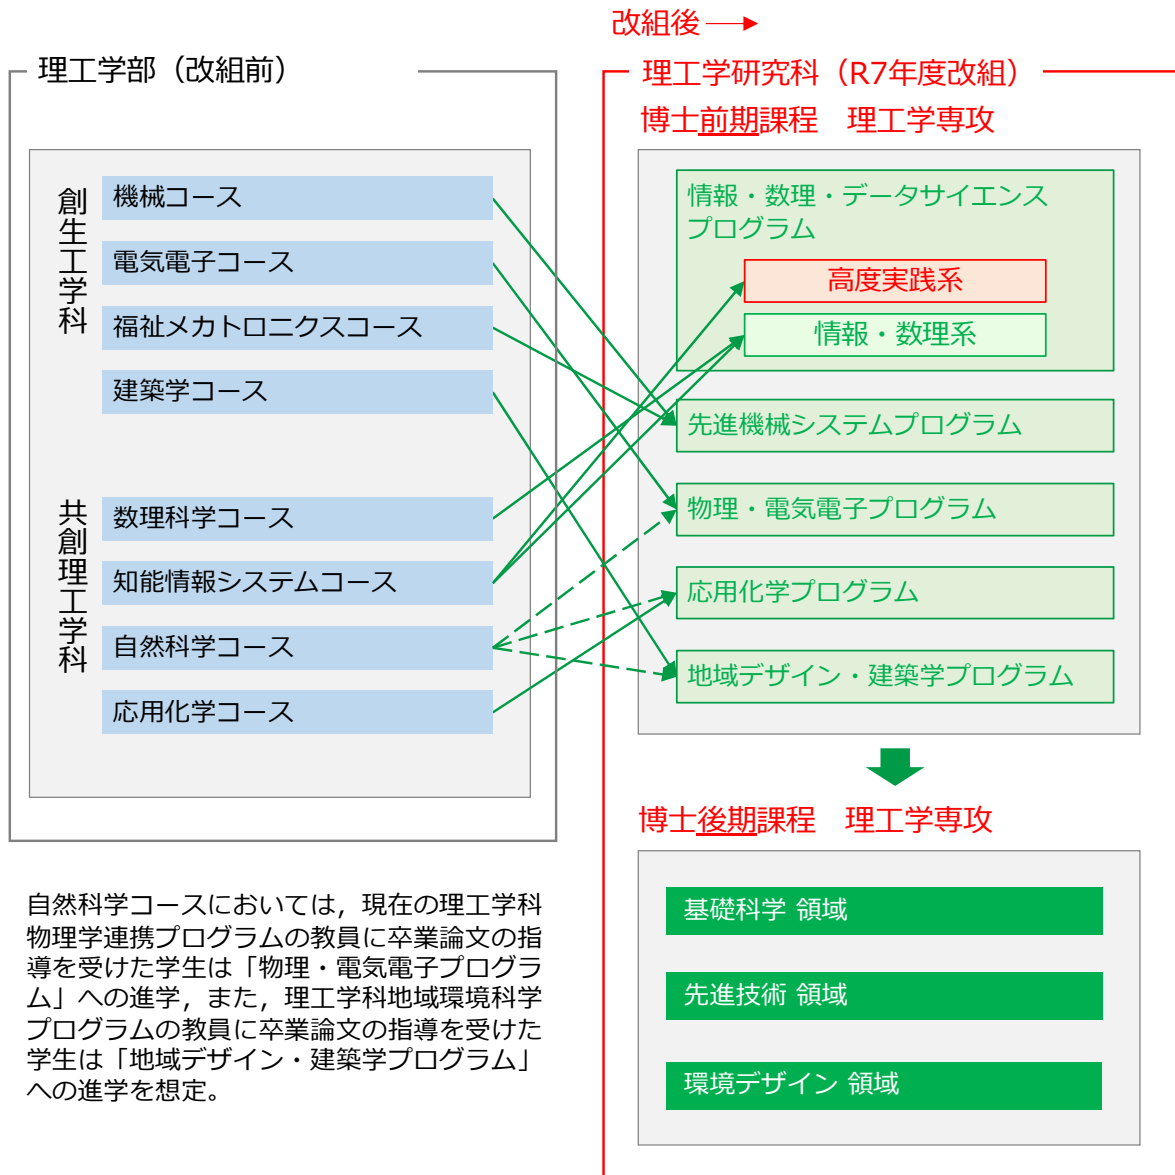 改組後
理工学部（改組前）
創生工学科
機械コース
電気電子コース
福祉メカトロニクスコース
建築学コース
共創理工学科
数理科学コース
知能情報システムコース
自然科学コース
応用化学コース
自然科学コースにおいては，現在の理工学科
物理学連携プログラムの教員に卒業論文の指
導を受けた学生は「物理・電気電子プログラ
ム」への進学，また，理工学科地域環境科学
プログラムの教員に卒業論文の指導を受けた
学生は「地域デザイン・建築学プログラム」
への進学を想定。
理工学研究科（R7年度改組）
博士前期課程　理工学専攻
情報・数理・データサイエンス
プログラム
高度実践系
情報・数理系
先進機械システムプログラム
物理・電気電子プログラム
応用化学プログラム
地域デザイン・建築学プログラム
博士後期課程　理工学専攻
基礎科学 領域
先進技術 領域
環境デザイン 領域